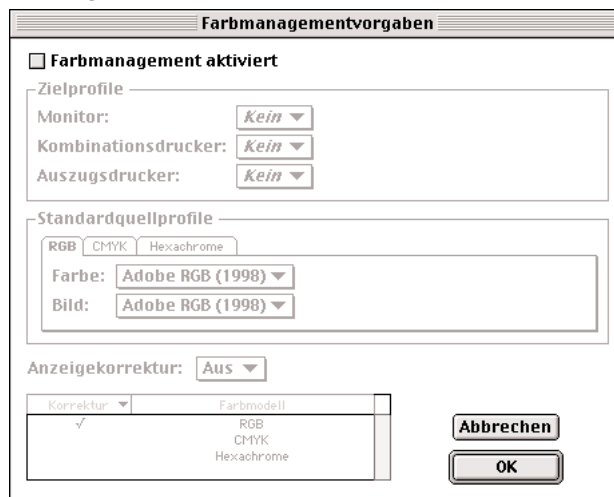 Farbmanagementvorgaben
Farbmanagement aktiviert
Zielprofile
Monitor: Kein
Kombinationsdrucker: Kein
Auszugsdrucker: Kein
Standardquellprofile
RGB CMYK Hexachrome
Farbe: Adobe RGB (1998)
Bild: Adobe RGB (1998)
Anzeigekorrektur: Aus
Korrektur Farbmodell
√ RGB
CMYK
Hexachrome
Abbrechen
OK